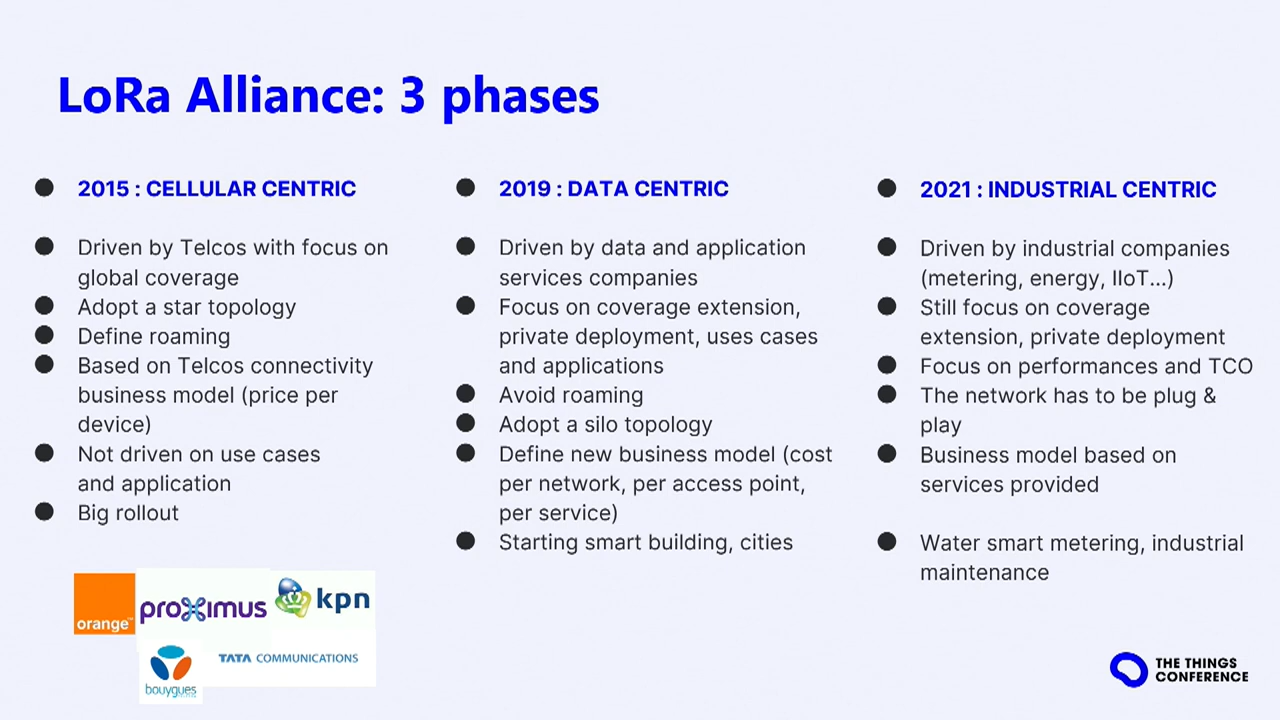 LoRa Alliance: 3 phases
2015 : CELLULAR CENTRIC
Driven by Telcos with focus on
global coverage
Adopt a star topology
Define roaming
Based on Telcos connectivity
business model (price per
device)
Not driven on use cases
and application
Big rollout
orange™
proximus
kpn
bouygues
TATA COMMUNICATIONS
2019 : DATA CENTRIC
Driven by data and application
services companies
Focus on coverage extension,
private deployment, uses cases
and applications
Avoid roaming
Adopt a silo topology
Define new business model (cost
per network, per access point,
per service)
Starting smart building, cities
2021 : INDUSTRIAL CENTRIC
Driven by industrial companies
(metering, energy, IIoT...)
Still focus on coverage
extension, private deployment
Focus on performances and TCO
The network has to be plug &
play
Business model based on
services provided
Water smart metering, industrial
maintenance
THE THINGS
CONFERENCE